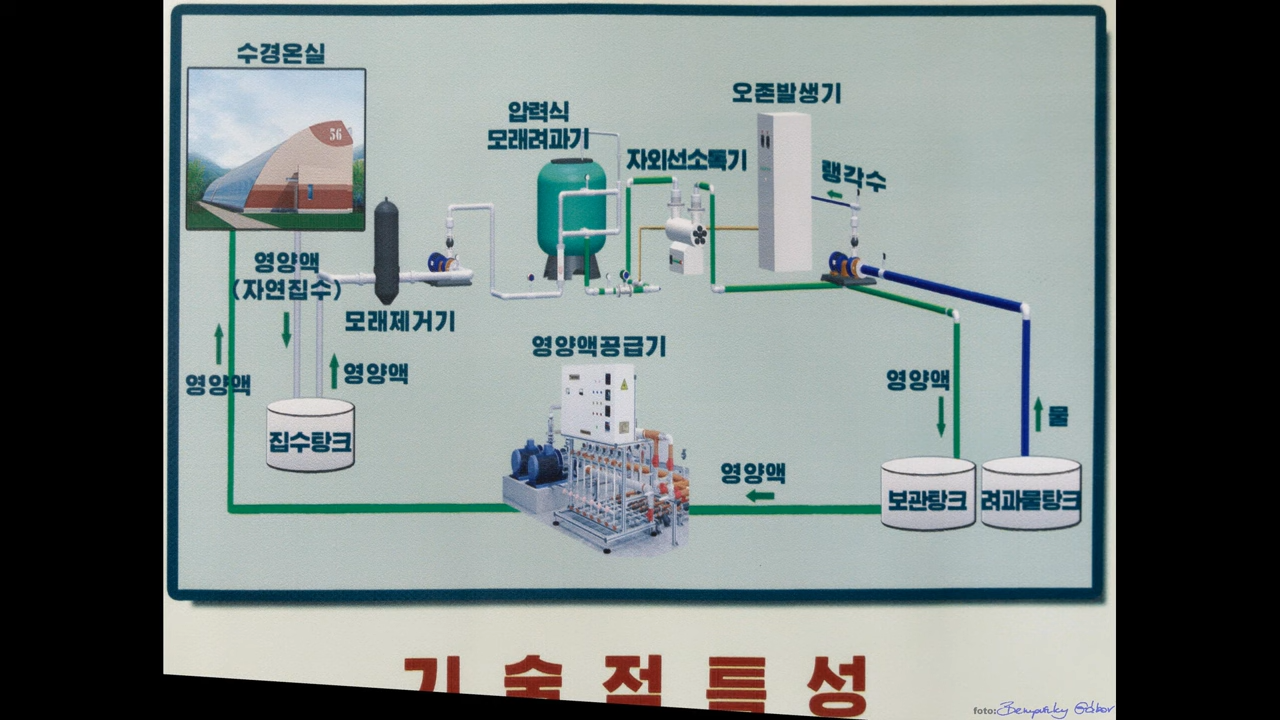 수경온실
56
압력식
모래려과기
오존발생기
자외선소독기
랭각수
영양액
(자연집수)
모래제거기
영양액공급기
영양액
영양액
영양액
물
집수탕크
영양액
보관탕크
려과물탕크
기술적특성
foto: